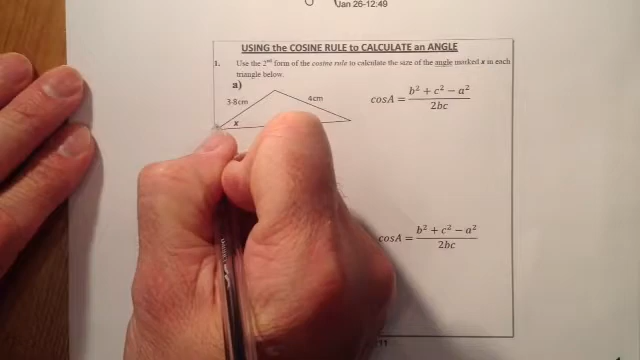 Jan 26-12:49
USING the COSINE RULE to CALCULATE an ANGLE
1. Use the 2nd form of the cosine rule to calculate the size of the angle marked x in each
triangle below.
a)
3·8cm
4cm
x
cosA = b² + c² − a² / 2bc
cosA = b² + c² − a² / 2bc